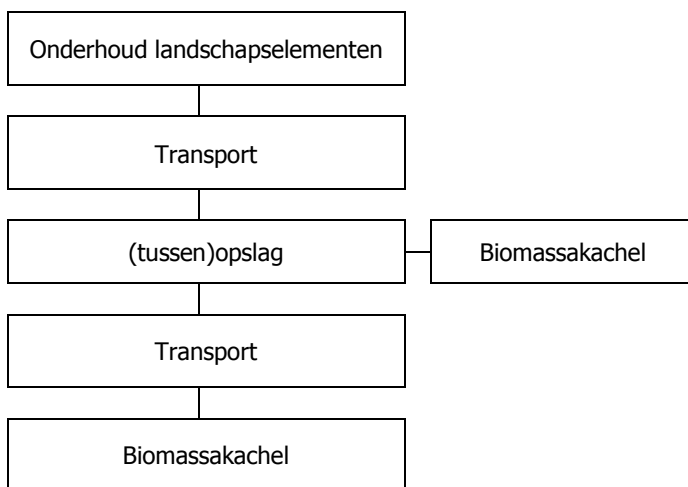 Onderhoud landschapselementen
Transport
(tussen)opslag
Biomassakachel
Transport
Biomassakachel